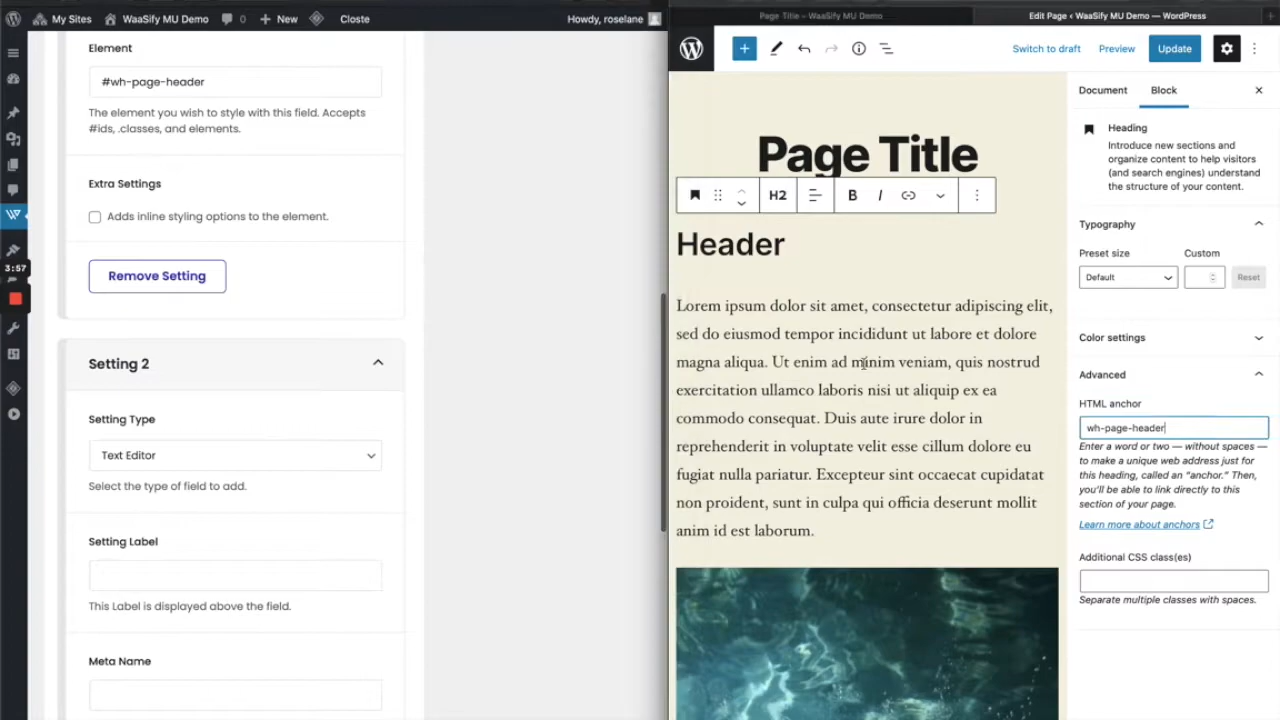 My Sites
WaaSify MU Demo
0
New
Closte
Howdy, roselane
Element
#wh-page-header
The element you wish to style with this field. Accepts
#ids, .classes, and elements.
Extra Settings
Adds inline styling options to the element.
3:57
Remove Setting
Setting 2
Setting Type
Text Editor
Select the type of field to add.
Setting Label
This Label is displayed above the field.
Meta Name
Page Title – WaaSify MU Demo
Edit Page ‹ WaaSify MU Demo — WordPress
Switch to draft
Preview
Update
Page Title
H2
B
I
Header
Lorem ipsum dolor sit amet, consectetur adipiscing elit,
sed do eiusmod tempor incididunt ut labore et dolore
magna aliqua. Ut enim ad minim veniam, quis nostrud
exercitation ullamco laboris nisi ut aliquip ex ea
commodo consequat. Duis aute irure dolor in
reprehenderit in voluptate velit esse cillum dolore eu
fugiat nulla pariatur. Excepteur sint occaecat cupidatat
non proident, sunt in culpa qui officia deserunt mollit
anim id est laborum.
Document
Block
Heading
Introduce new sections and
organize content to help visitors
(and search engines) understand
the structure of your content.
Typography
Preset size
Custom
Default
Reset
Color settings
Advanced
HTML anchor
wh-page-header
Enter a word or two — without spaces —
to make a unique web address just for
this heading, called an “anchor.” Then,
you'll be able to link directly to this
section of your page.
Learn more about anchors
Additional CSS class(es)
Separate multiple classes with spaces.